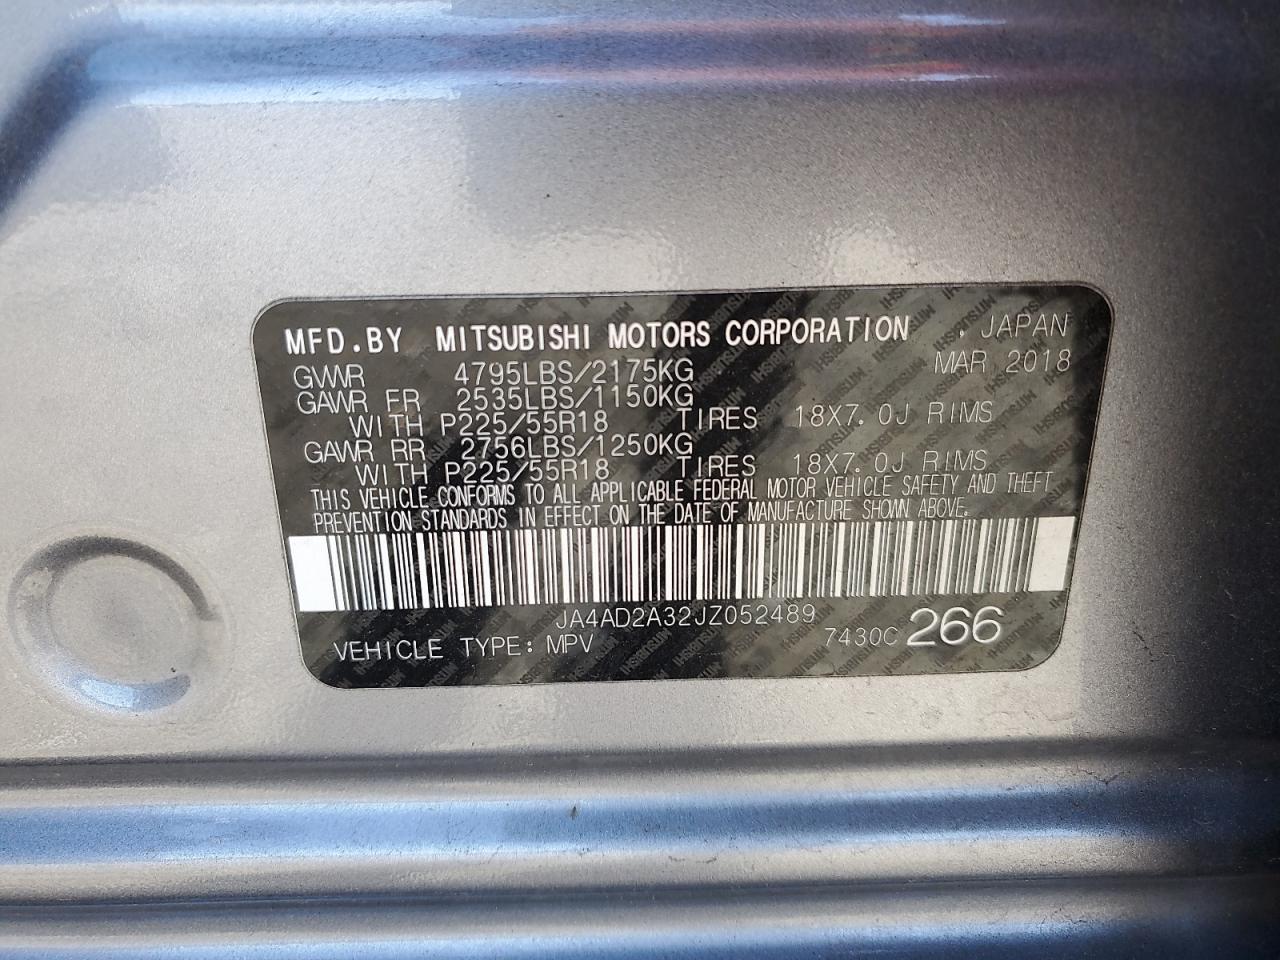 MFD.BY MITSUBISHI MOTORS CORPORATION , JAPAN
GVWR 4795LBS/2175KG MAR 2018
GAWR FR 2535LBS/1150KG
WITH P225/55R18 TIRES 18X7.0J RIMS
GAWR RR 2756LBS/1250KG
WITH P225/55R18 TIRES 18X7.0J RIMS
THIS VEHICLE CONFORMS TO ALL APPLICABLE FEDERAL MOTOR VEHICLE SAFETY AND THEFT
PREVENTION STANDARDS IN EFFECT ON THE DATE OF MANUFACTURE SHOWN ABOVE.
JA4AD2A32JZ052489
VEHICLE TYPE: MPV 7430C 266